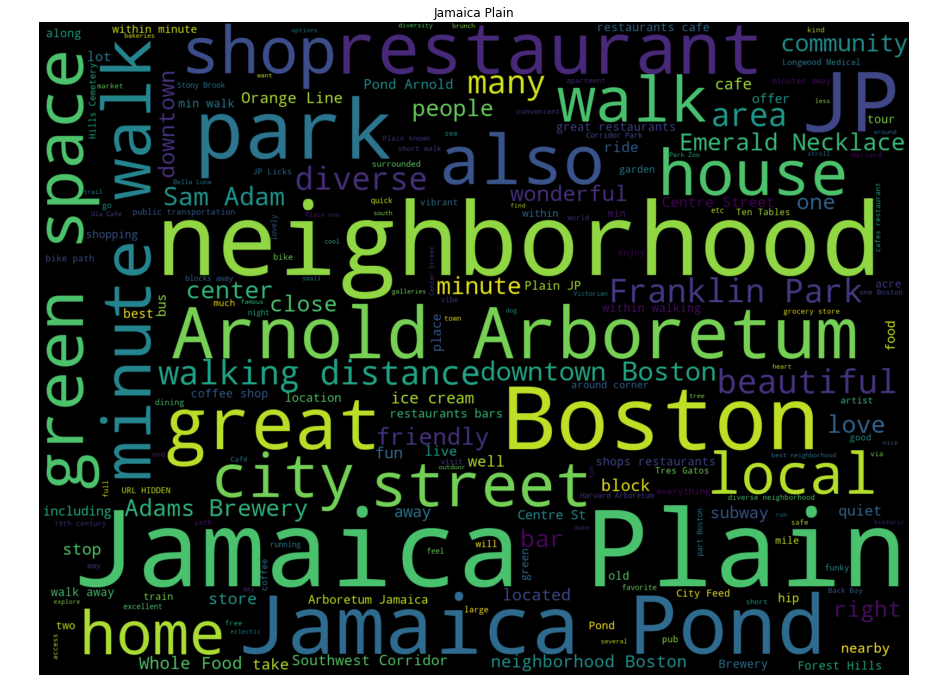 Jamaica Plain
diversity brunch
restaurants cafe
kind
along
bakeries
within minute
options
community
lot
shop
restaurant
Longwood Medical
space
Hills Cemetery
market
Stony Brook
Pond Arnold
many
want
apartment
cafe
minutes away
JP
walk
min walk
Orange Line
people
convenient
walk
area
offer
less
tour
downtown
park
great restaurants
Corridor Park
around
Plain known
see
also
ride
Emerald Necklace
short walk
surrounded
JP Licks
diverse
garden
house
Park Zoo
stroll
Harvard
trail
Bella Luna
Sam Adam
wonderful
go
Ula Cafe
public transportation
lovely
quick
south
vibrant
find
within
world
min
Centre Street
etc
Ten Tables
one
cafes restaurant
Plain one
shopping
cool
neighborhood
enjoy
bike path
bike
blocks away
center
small
Center Street
minute
Plain JP
Franklin Park
acre
one Boston
green
minute
bus
best
much
famous
close
night
vibe
galleries
Victorian
within walking
grocery store
place
town
dog
Arnold Arboretum
food
heart
walking distance
downtown Boston
beautiful
coffee shop
location
ice cream
around corner
tree
dining
great
restaurants bars
Boston
artist
love
friendly
good
fun
live
nice
Café
visit
well
shops restaurants
best neighborhood
via
end
outdoor
Tres Gatos
full
URL HIDDEN
city
street
block
everything
local
Harvard Arboretum
diverse neighborhood
safe
including
Adams Brewery
away
Centre St
subway
quiet
run
19th century
path
make
part Boston
historic
stop
way
running
coffee
feel
will
bar
green
mile
Jamaica Plain
old
funky
walk away
train
free
favorite
City Feed
Back Bay
explore
excellent
store
eclectic
Arboretum Jamaica
day
large
located
short
hip
right
access
two
home
Jamaica Pond
Pond
several
pub
nearby
Whole Food
take
Southwest Corridor
neighborhood Boston
Brewery
Forest Hills